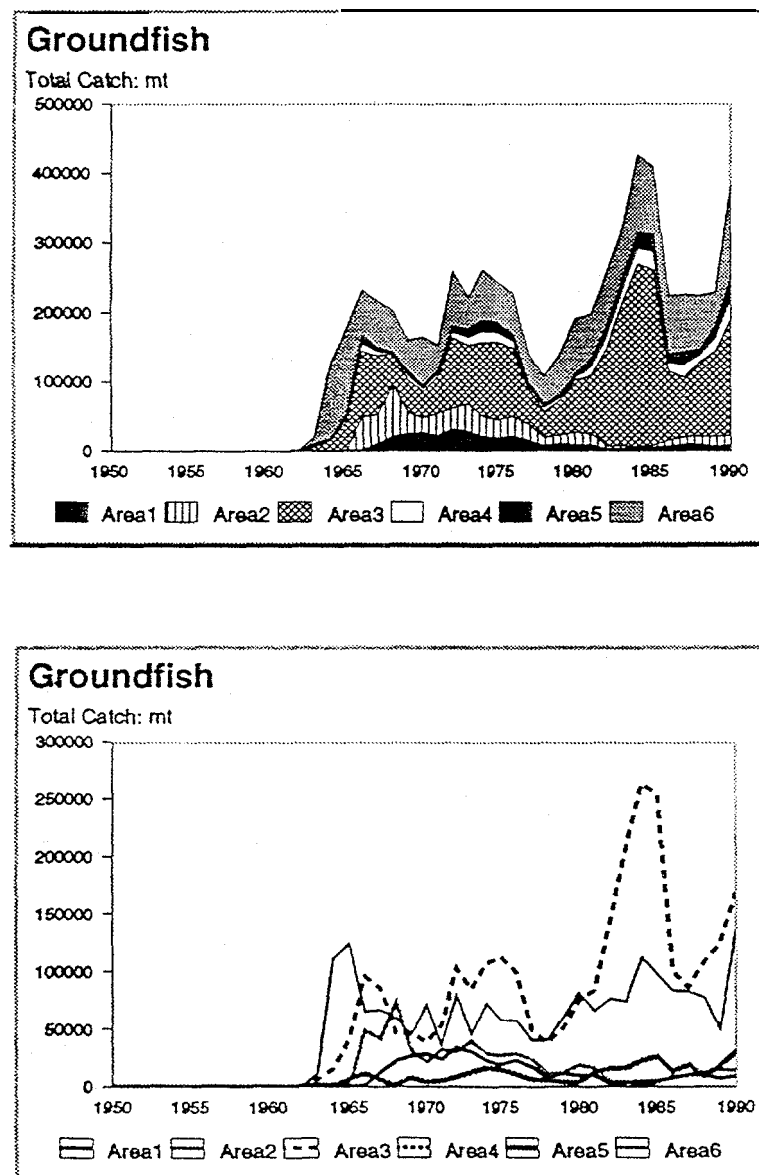 Groundfish
Total Catch: mt
500000
400000
300000
200000
100000
0
1950 1955 1960 1965 1970 1975 1980 1985 1990
Area1 Area2 Area3 Area4 Area5 Area6
Groundfish
Total Catch: mt
300000
250000
200000
150000
100000
50000
0
1950 1955 1960 1965 1970 1975 1980 1985 1990
Area1 Area2 Area3 Area4 Area5 Area6